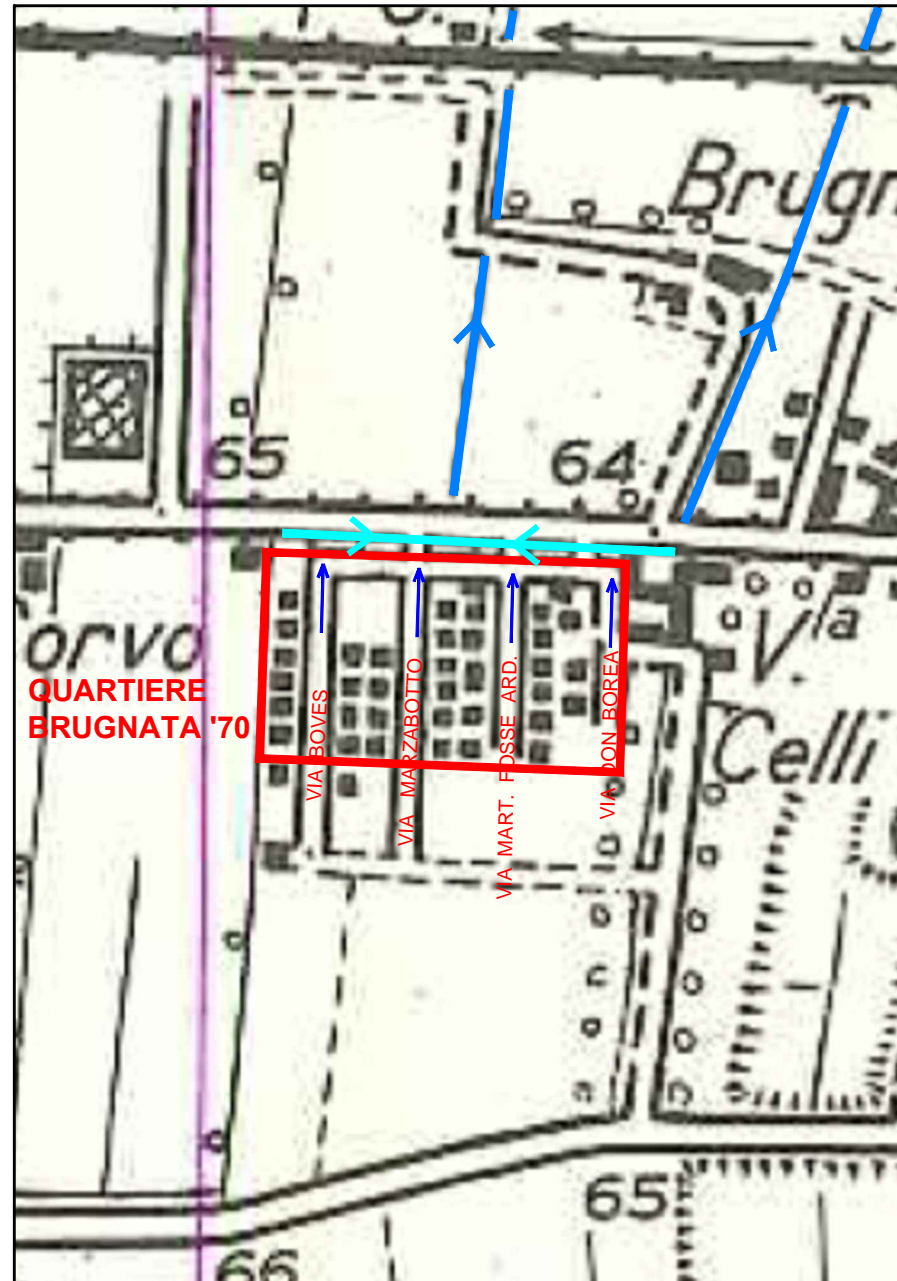 Brugn
65
64
orvo
QUARTIERE
BRUGNATA '70
VIA BOVES
VIA MARZABOTTO
VIA MART. FOSSE ARD.
VIA DON BOREA
V.la
Celli
65
66